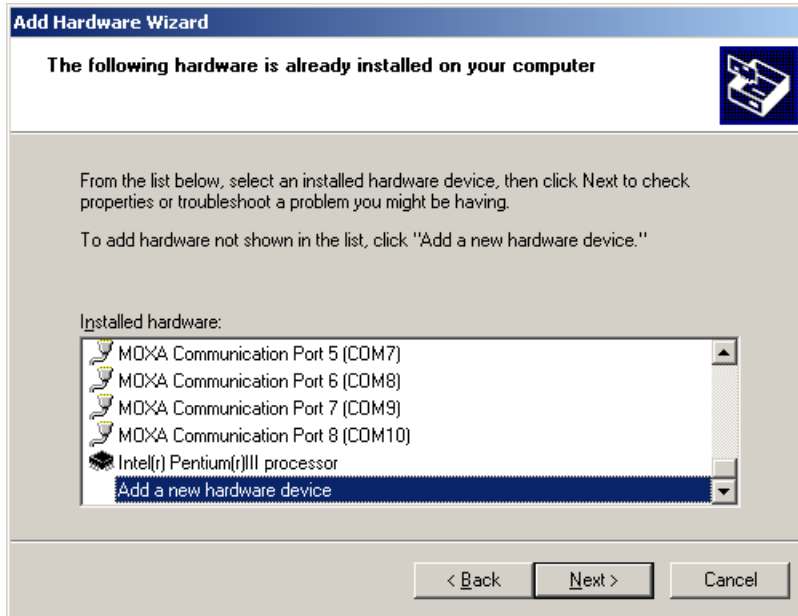 Add Hardware Wizard
The following hardware is already installed on your computer
From the list below, select an installed hardware device, then click Next to check
properties or troubleshoot a problem you might be having.
To add hardware not shown in the list, click "Add a new hardware device."
Installed hardware:
MOXA Communication Port 5 (COM7)
MOXA Communication Port 6 (COM8)
MOXA Communication Port 7 (COM9)
MOXA Communication Port 8 (COM10)
Intel(r) Pentium(r)III processor
Add a new hardware device
< Back Next > Cancel